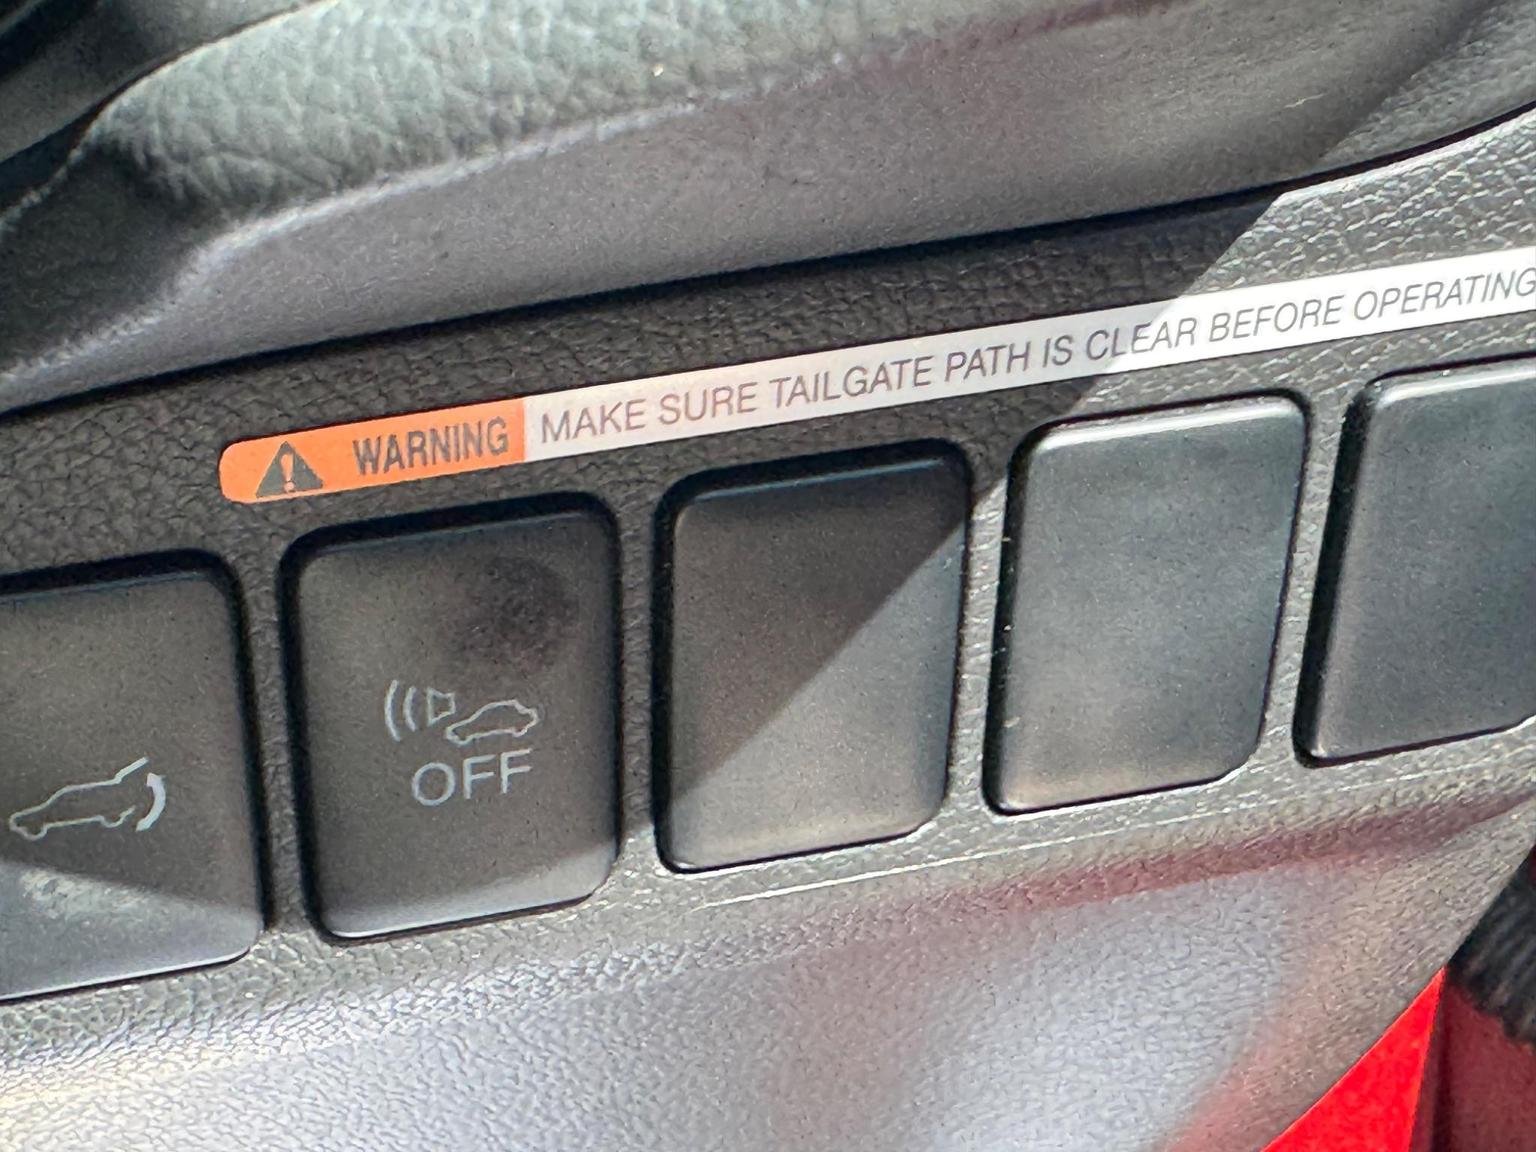 WARNING MAKE SURE TAILGATE PATH IS CLEAR BEFORE OPERATING
OFF